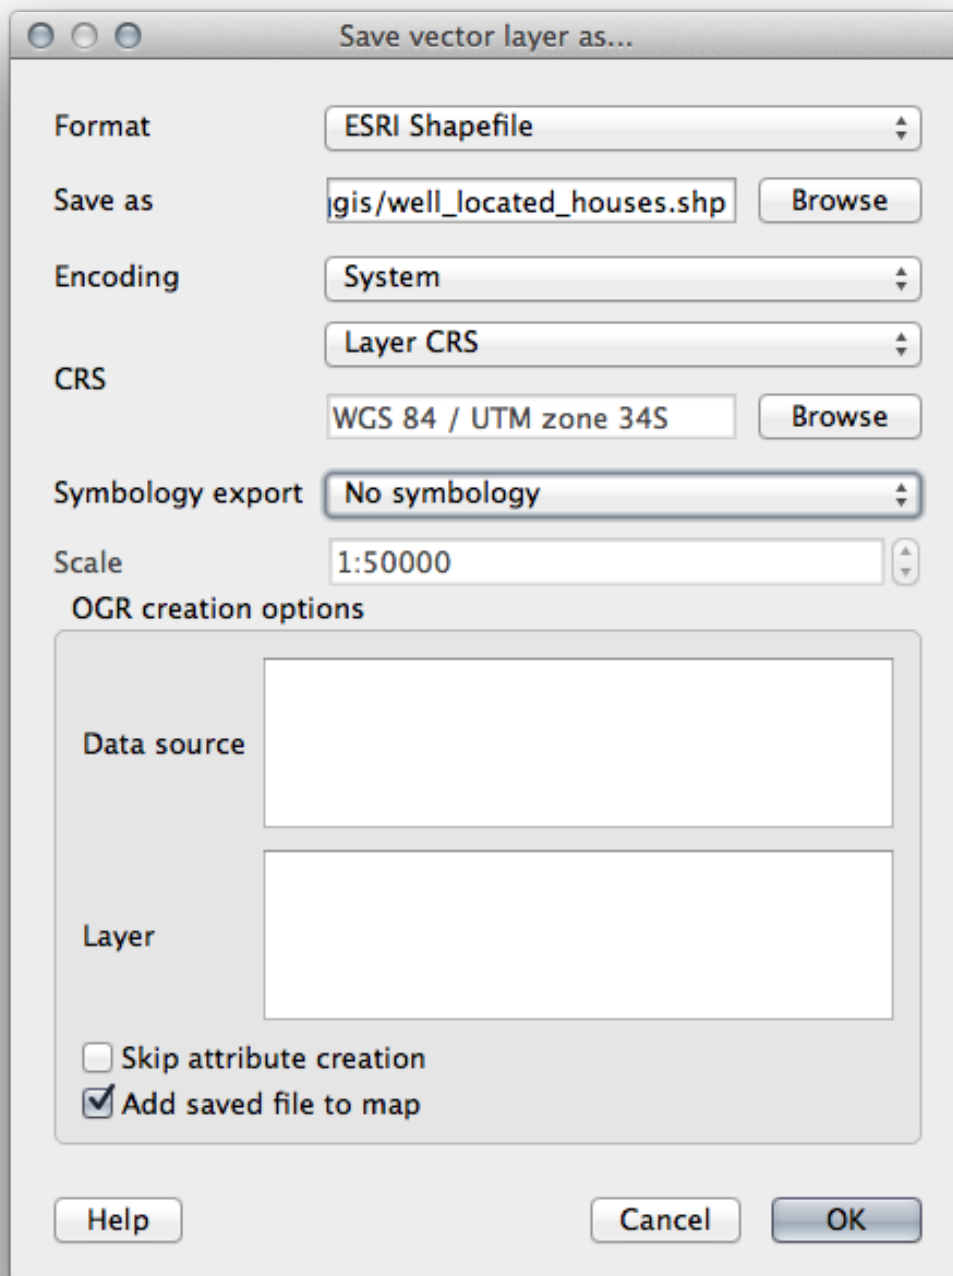 Save vector layer as...
Format ESRI Shapefile
Save as gis/well_located_houses.shp Browse
Encoding System
Layer CRS
CRS
WGS 84 / UTM zone 34S Browse
Symbology export No symbology
Scale 1:50000
OGR creation options
Data source
Layer
Skip attribute creation
Add saved file to map
Help Cancel OK